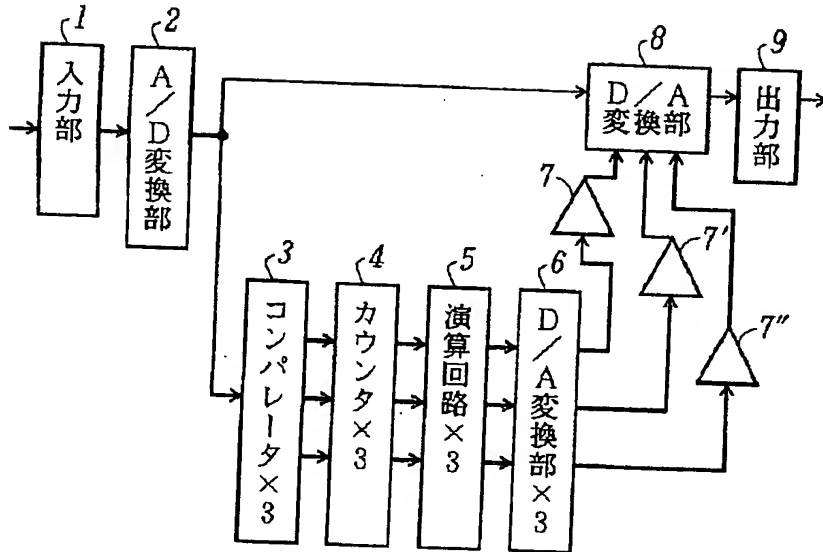 1
入力部
2
A/D変換部
8
D/A
変換部
9
出力部
7
7'
7"
3
コンパレータ×3
4
カウンタ×3
5
演算回路×3
6
D/A変換部×3